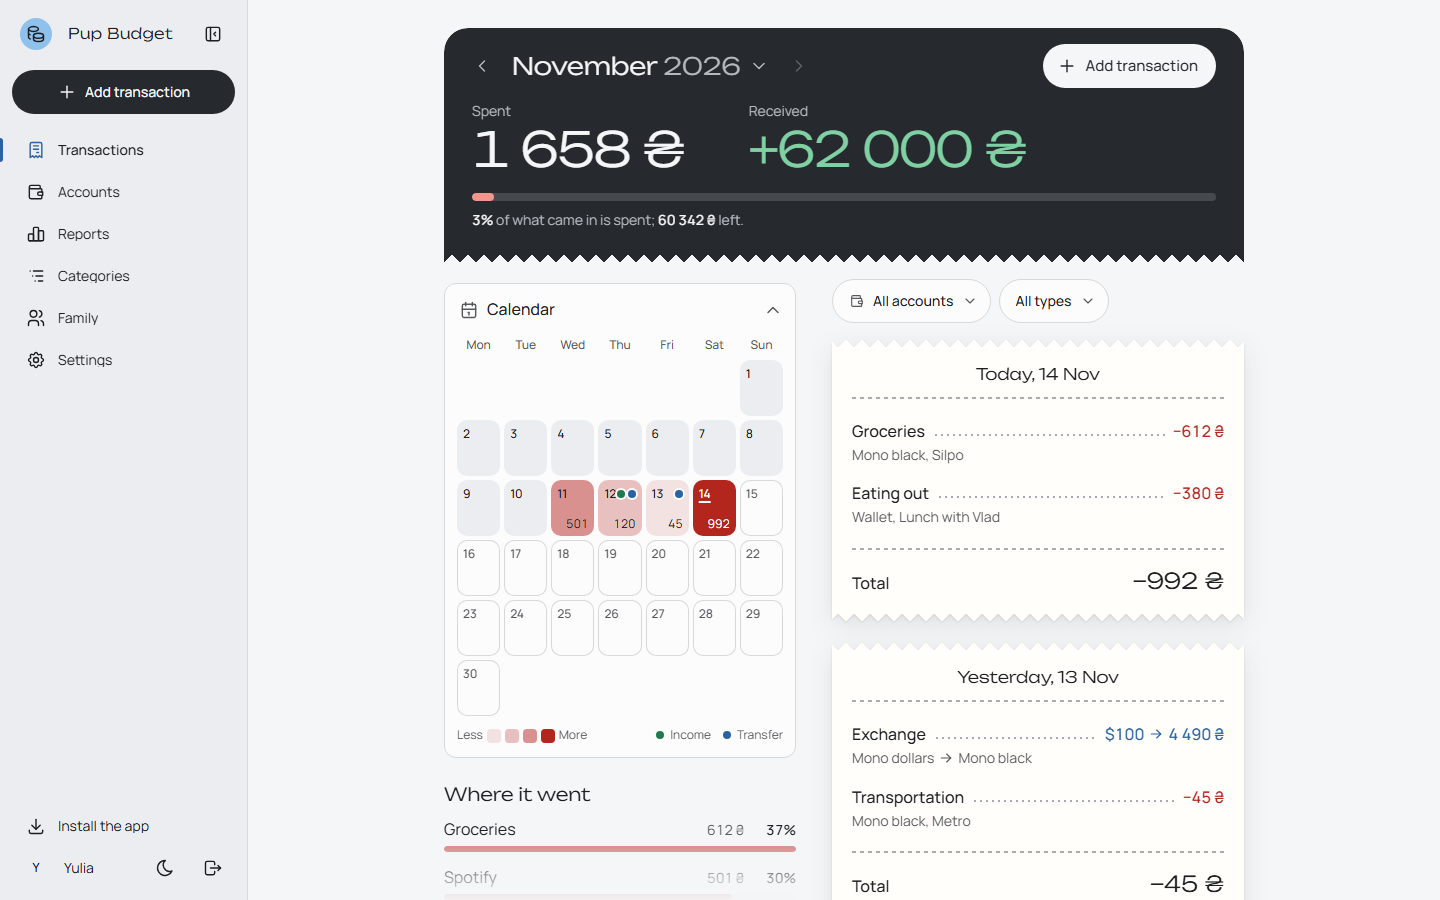 Pup Budget
Add transaction
Transactions
Accounts
Reports
Categories
Family
Settings
Install the app
Y Yulia
November 2026
Add transaction
Spent Received
1 658 ₴ +62 000 ₴
3% of what came in is spent; 60 342 ₴ left.
Calendar
Mon Tue Wed Thu Fri Sat Sun
1
2 3 4 5 6 7 8
9 10 11 12 13 14 15
501 120 45 992
16 17 18 19 20 21 22
23 24 25 26 27 28 29
30
Less More Income Transfer
Where it went
Groceries 612 ₴ 37%
Spotify 501 ₴ 30%
All accounts All types
Today, 14 Nov
Groceries −612 ₴
Mono black, Silpo
Eating out −380 ₴
Wallet, Lunch with Vlad
Total −992 ₴
Yesterday, 13 Nov
Exchange $100 → 4 490 ₴
Mono dollars → Mono black
Transportation −45 ₴
Mono black, Metro
Total −45 ₴